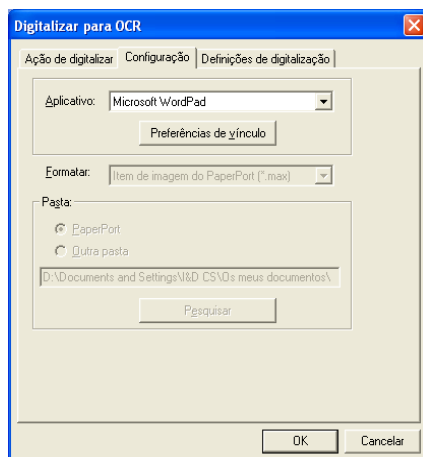 Digitalizar para OCR
Ação de digitalizar Configuração Definições de digitalização
Aplicativo: Microsoft WordPad
Preferências de vínculo
Formatar: Item de imagem do PaperPort (*.max)
Pasta:
PaperPort
Outra pasta
D:\Documents and Settings\I&D CS\Os meus documentos\
Pesquisar
OK Cancelar